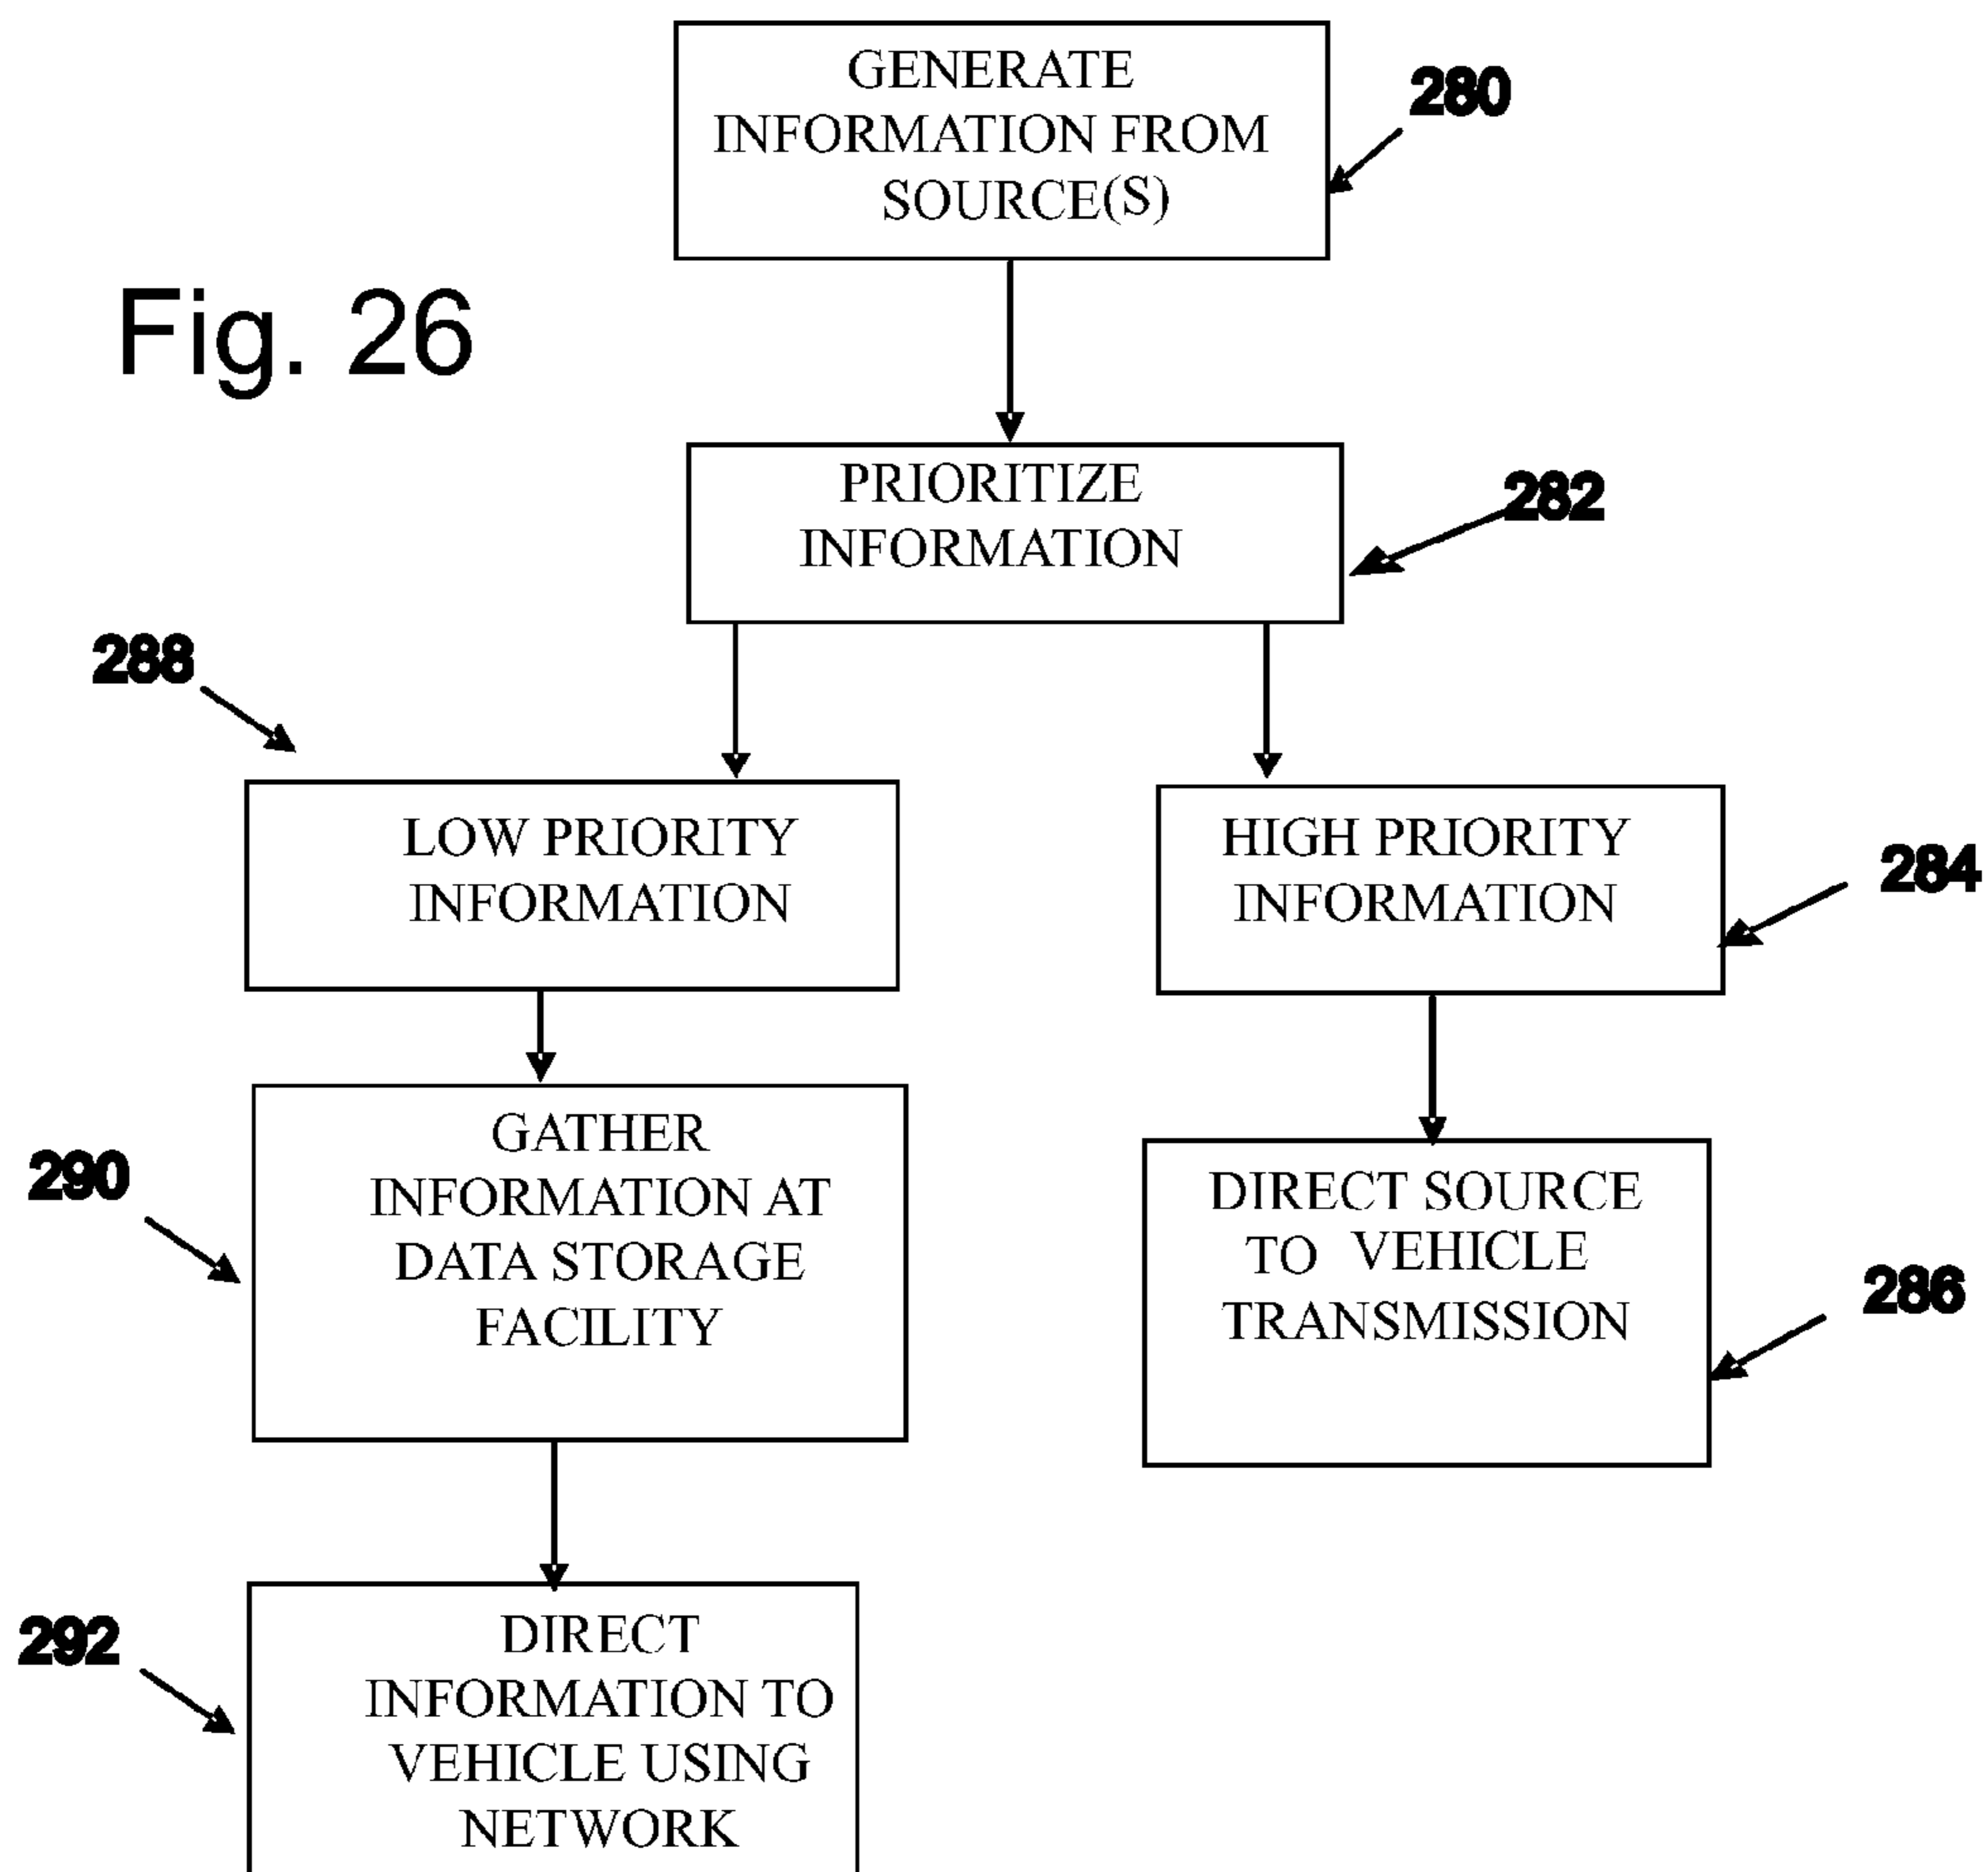 GENERATE
INFORMATION FROM
SOURCE(S)
280
Fig. 26
PRIORITIZE
INFORMATION
282
288
LOW PRIORITY
INFORMATION
HIGH PRIORITY
INFORMATION
284
290
GATHER
INFORMATION AT
DATA STORAGE
FACILITY
DIRECT SOURCE
TO VEHICLE
TRANSMISSION
286
292
DIRECT
INFORMATION TO
VEHICLE USING
NETWORK